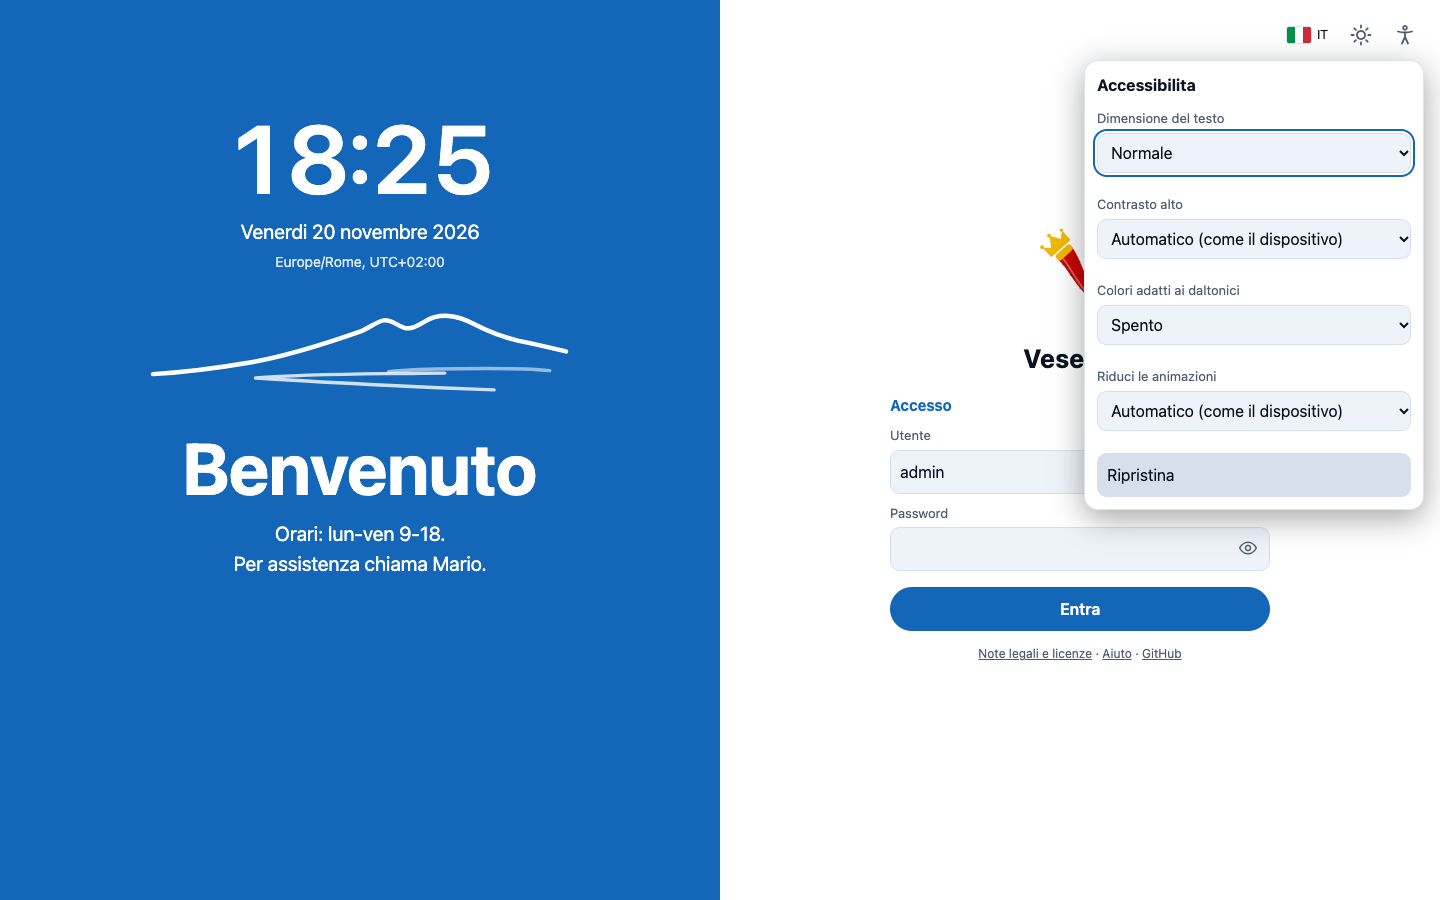 18:25
Venerdi 20 novembre 2026
Europe/Rome, UTC+02:00
Benvenuto
Orari: lun-ven 9-18.
Per assistenza chiama Mario.
IT
Accessibilita
Dimensione del testo
Normale
Contrasto alto
Automatico (come il dispositivo)
Colori adatti ai daltonici
Spento
Riduci le animazioni
Automatico (come il dispositivo)
Ripristina
Vese
Accesso
Utente
admin
Password
Entra
Note legali e licenze · Aiuto · GitHub